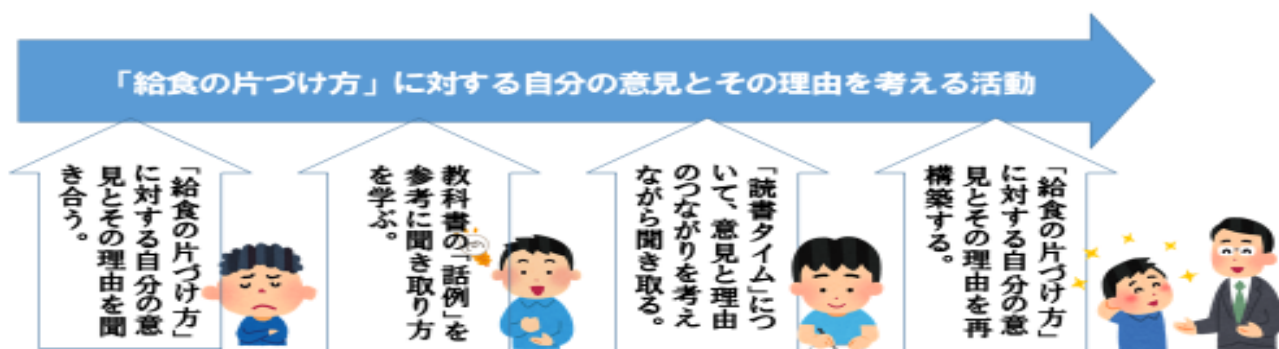 「給食の片づけ方」に対する自分の意見とその理由を考える活動
「給食の片づけ方」
に対する自分の意
見とその理由を聞
き合う。
教科書の「話例」を
参考に聞き取り方
を学ぶ。
「読書タイム」につ
いて、意見と理由
のつながりを考え
ながら聞き取る。
「給食の片づけ方」
に対する自分の意
見とその理由を再
構築する。